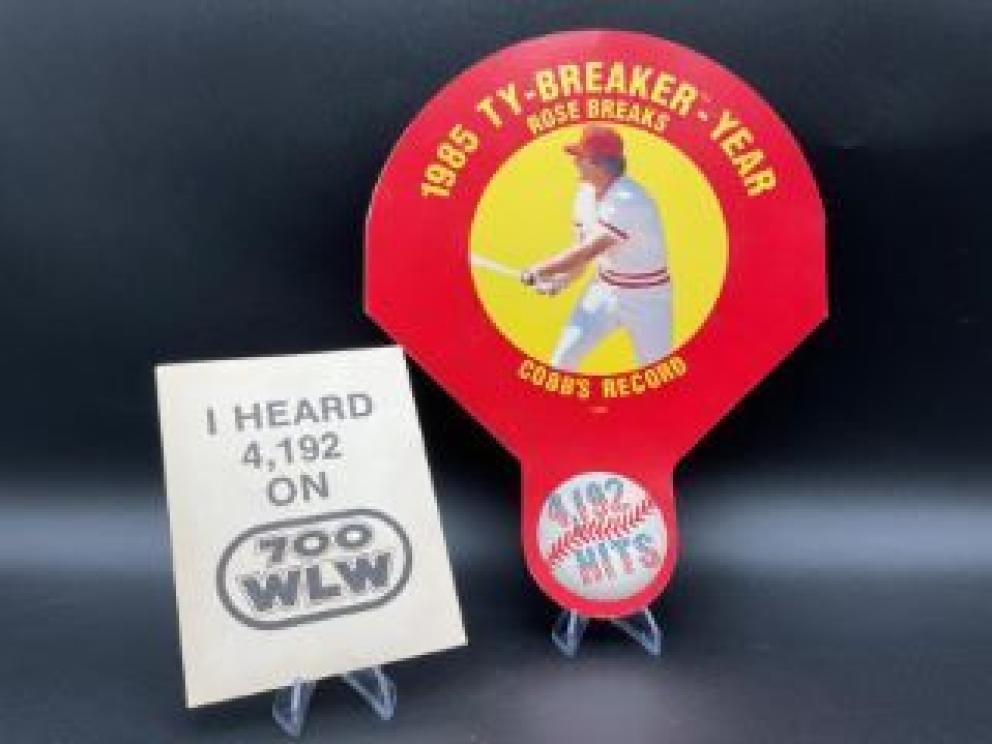 I HEARD
4,192
ON
700
WLW
1985 TY-BREAKER-YEAR
ROSE BREAKS
COBB'S RECORD
4,192
HITS